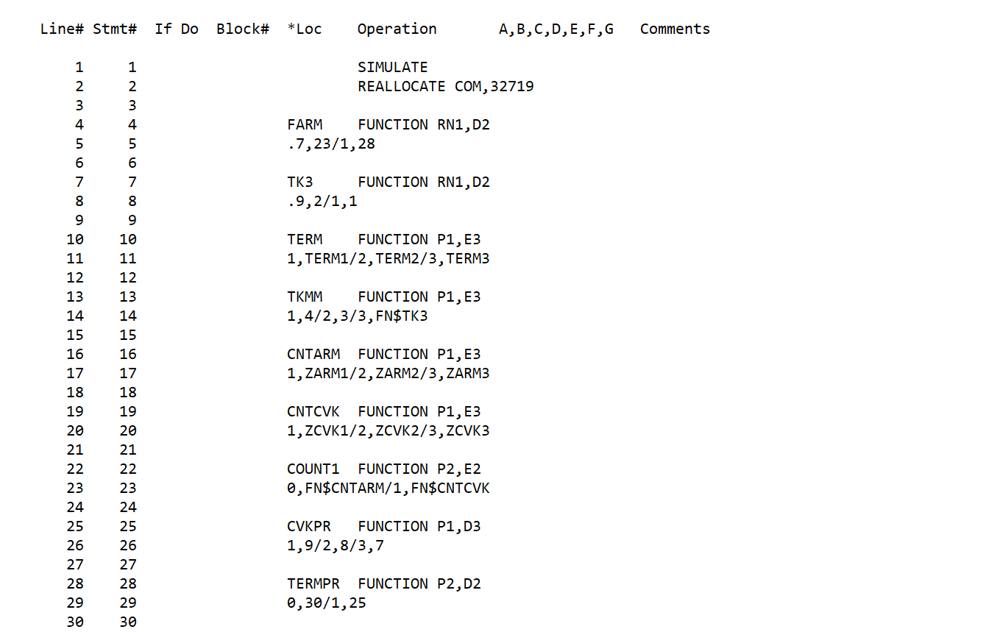 Line# Stmt# If Do Block# *Loc Operation A,B,C,D,E,F,G Comments
1 1 SIMULATE
2 2 REALLOCATE COM,32719
3 3
4 4 FARM FUNCTION RN1,D2
5 5 .7,23/1,28
6 6
7 7 TK3 FUNCTION RN1,D2
8 8 .9,2/1,1
9 9
10 10 TERM FUNCTION P1,E3
11 11 1,TERM1/2,TERM2/3,TERM3
12 12
13 13 TKMM FUNCTION P1,E3
14 14 1,4/2,3/3,FN$TK3
15 15
16 16 CNTARM FUNCTION P1,E3
17 17 1,ZARM1/2,ZARM2/3,ZARM3
18 18
19 19 CNTCVK FUNCTION P1,E3
20 20 1,ZCVK1/2,ZCVK2/3,ZCVK3
21 21
22 22 COUNT1 FUNCTION P2,E2
23 23 0,FN$CNTARM/1,FN$CNTCVK
24 24
25 25 CVKPR FUNCTION P1,D3
26 26 1,9/2,8/3,7
27 27
28 28 TERMPR FUNCTION P2,D2
29 29 0,30/1,25
30 30